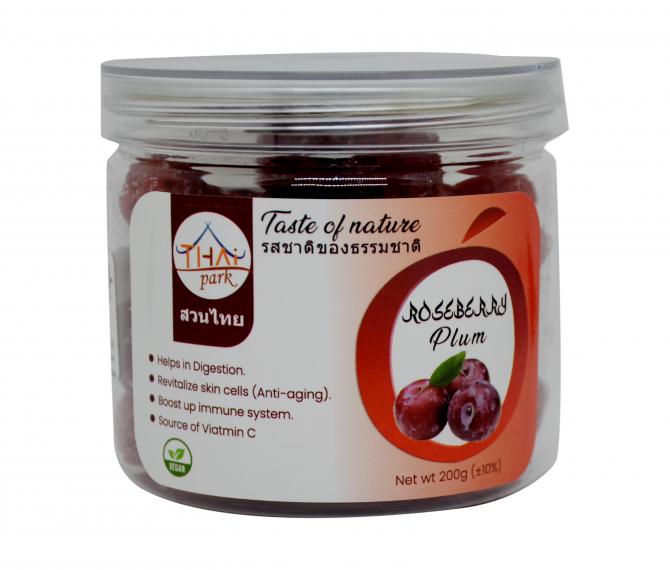 Taste of nature
รสชาติของธรรมชาติ
THAi
park
สวนไทย
ROSEBERRY
Plum
Helps in Digestion.
Revitalize skin cells (Anti-aging).
Boost up immune system.
Source of Viatmin C
VEGAN
Net wt 200g (±10%)